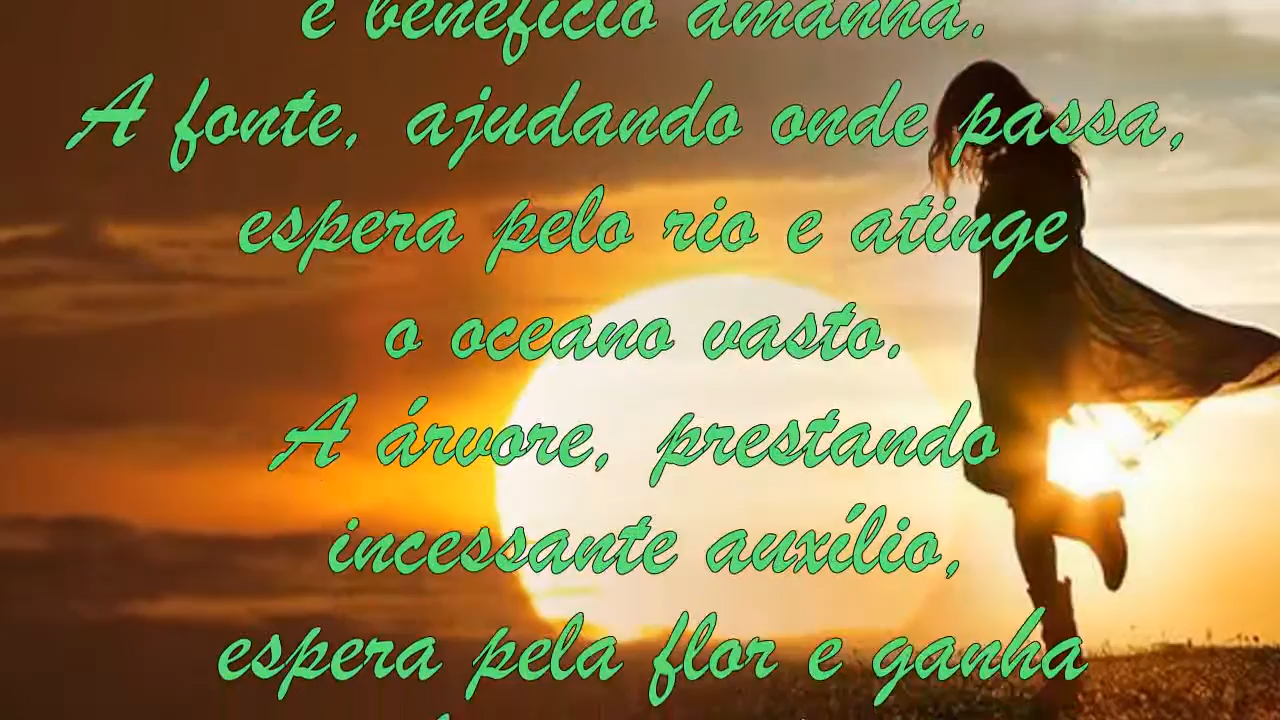 e benefício amanhã.
A fonte, ajudando onde passa,
espera pelo rio e atinge
o oceano vasto.
A árvore, prestando
incessante auxílio,
espera pela flor e ganha